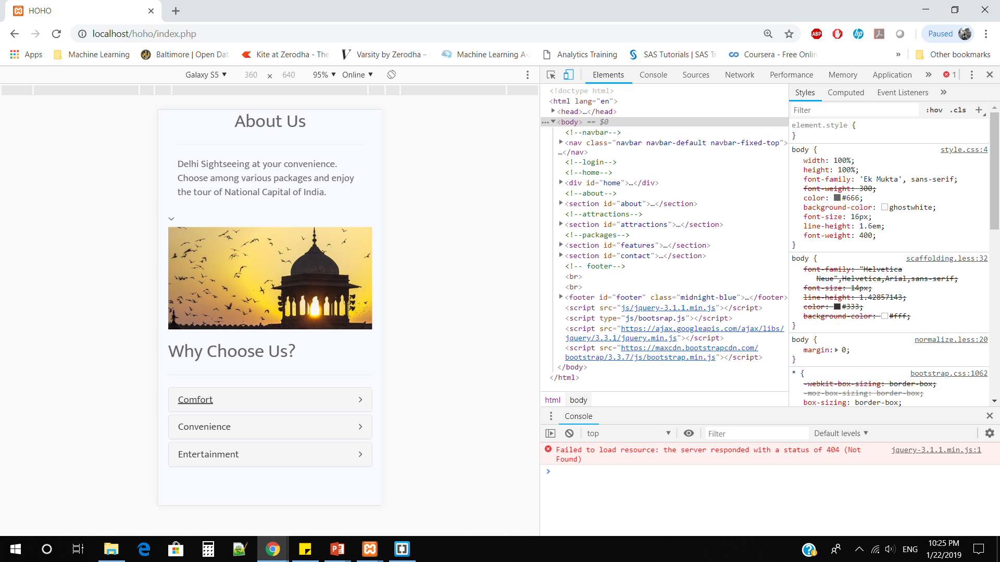 HOHO
localhost/hoho/index.php
Paused
Apps
Machine Learning
Baltimore | Open Dat
Kite at Zerodha - The
Varsity by Zerodha –
Machine Learning A-Z
Analytics Training
SAS Tutorials | SAS Tr
Coursera - Free Onlin
»
Other bookmarks
Galaxy S5 ▼ 360 × 640 95% ▼ Online ▼
Elements Console Sources Network Performance Memory Application » 1
About Us
Delhi Sightseeing at your convenience.
Choose among various packages and enjoy
the tour of National Capital of India.
Why Choose Us?
Comfort
Convenience
Entertainment
<!doctype html>
<html lang="en">
<head>…</head>
…<body> == $0
<!--navbar-->
<nav class="navbar navbar-default navbar-fixed-top">
…</nav>
<!--login-->
<!--home-->
<div id="home">…</div>
<!--about-->
<section id="about">…</section>
<!--attractions-->
<section id="attractions">…</section>
<!--packages-->
<section id="features">…</section>
<section id="contact">…</section>
<!-- footer-->
<br>
<br>
<footer id="footer" class="midnight-blue">…</footer>
<script src="js/jquery-3.1.1.min.js"></script>
<script type="js/bootsrap.js"></script>
<script src="https://ajax.googleapis.com/ajax/libs/
jquery/3.3.1/jquery.min.js"></script>
<script src="https://maxcdn.bootstrapcdn.com/
bootstrap/3.3.7/js/bootstrap.min.js"></script>
</body>
</html>
html body
Styles Computed Event Listeners »
Filter :hov .cls +
element.style {
}
body { style.css:4
width: 100%;
height: 100%;
font-family: 'Ek Mukta', sans-serif;
font-weight: 300;
color: #666;
background-color: ghostwhite;
font-size: 16px;
line-height: 1.6em;
font-weight: 400;
}
body { scaffolding.less:32
font-family: "Helvetica
Neue",Helvetica,Arial,sans-serif;
font-size: 14px;
line-height: 1.42857143;
color: #333;
background-color: #fff;
}
body { normalize.less:20
margin: 0;
}
* { bootstrap.css:1062
-webkit-box-sizing: border-box;
-moz-box-sizing: border-box;
box-sizing: border-box;
Console
top ▼ Filter Default levels ▼
Failed to load resource: the server responded with a status of 404 (Not jquery-3.1.1.min.js:1
Found)
ENG
10:25 PM
1/22/2019